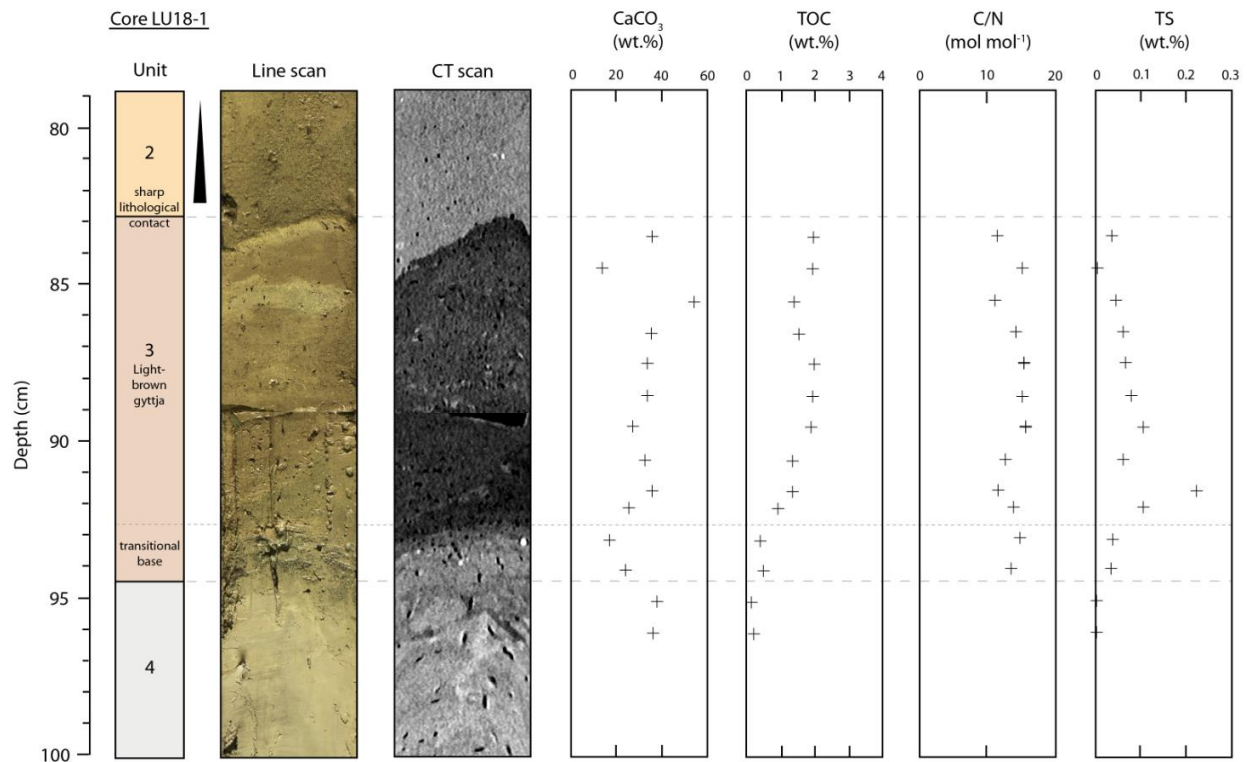 Core LU18-1
Unit
Line scan
CT scan
CaCO₃
(wt.%)
TOC
(wt.%)
C/N
(mol mol⁻¹)
TS
(wt.%)
0 20 40 60
0 1 2 3 4
0 10 20
0 0.1 0.2 0.3
Depth (cm)
80
85
90
95
100
2
sharp
lithological
contact
3
Light-
brown
gyttja
transitional
base
4